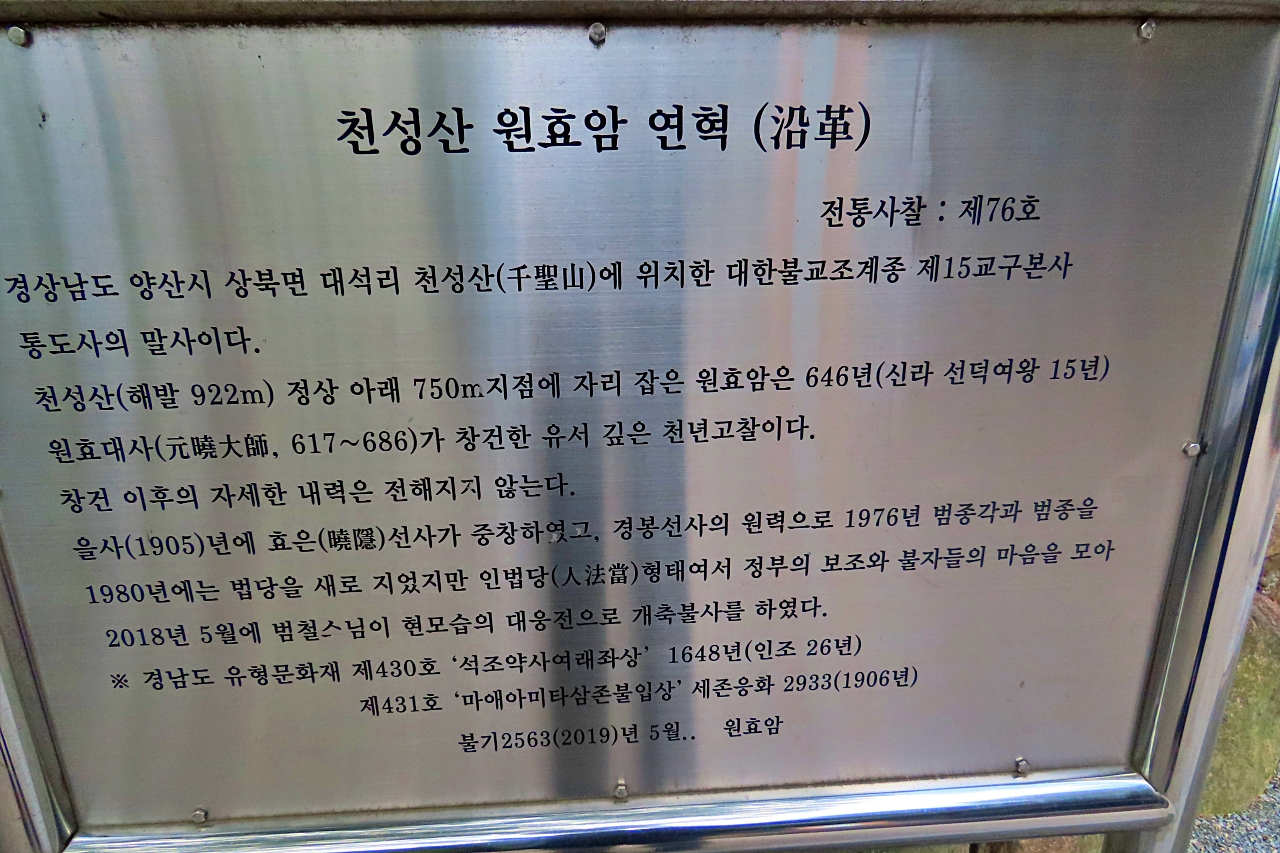 천성산 원효암 연혁 (沿革)
전통사찰 : 제76호
경상남도 양산시 상북면 대석리 천성산(千聖山)에 위치한 대한불교조계종 제15교구본사
통도사의 말사이다.
천성산(해발 922m) 정상 아래 750m지점에 자리 잡은 원효암은 646년(신라 선덕여왕 15년)
원효대사(元曉大師, 617~686)가 창건한 유서 깊은 천년고찰이다.
창건 이후의 자세한 내력은 전해지지 않는다.
을사(1905)년에 효은(曉隱)선사가 중창하였고, 경봉선사의 원력으로 1976년 범종각과 범종을
1980년에는 법당을 새로 지었지만 인법당(人法當)형태여서 정부의 보조와 불자들의 마음을 모아
2018년 5월에 범철스님이 현모습의 대웅전으로 개축불사를 하였다.
※ 경남도 유형문화재 제430호 ‘석조약사여래좌상’ 1648년(인조 26년)
제431호 ‘마애아미타삼존불입상’ 세존응화 2933(1906년)
불기2563(2019)년 5월.. 원효암